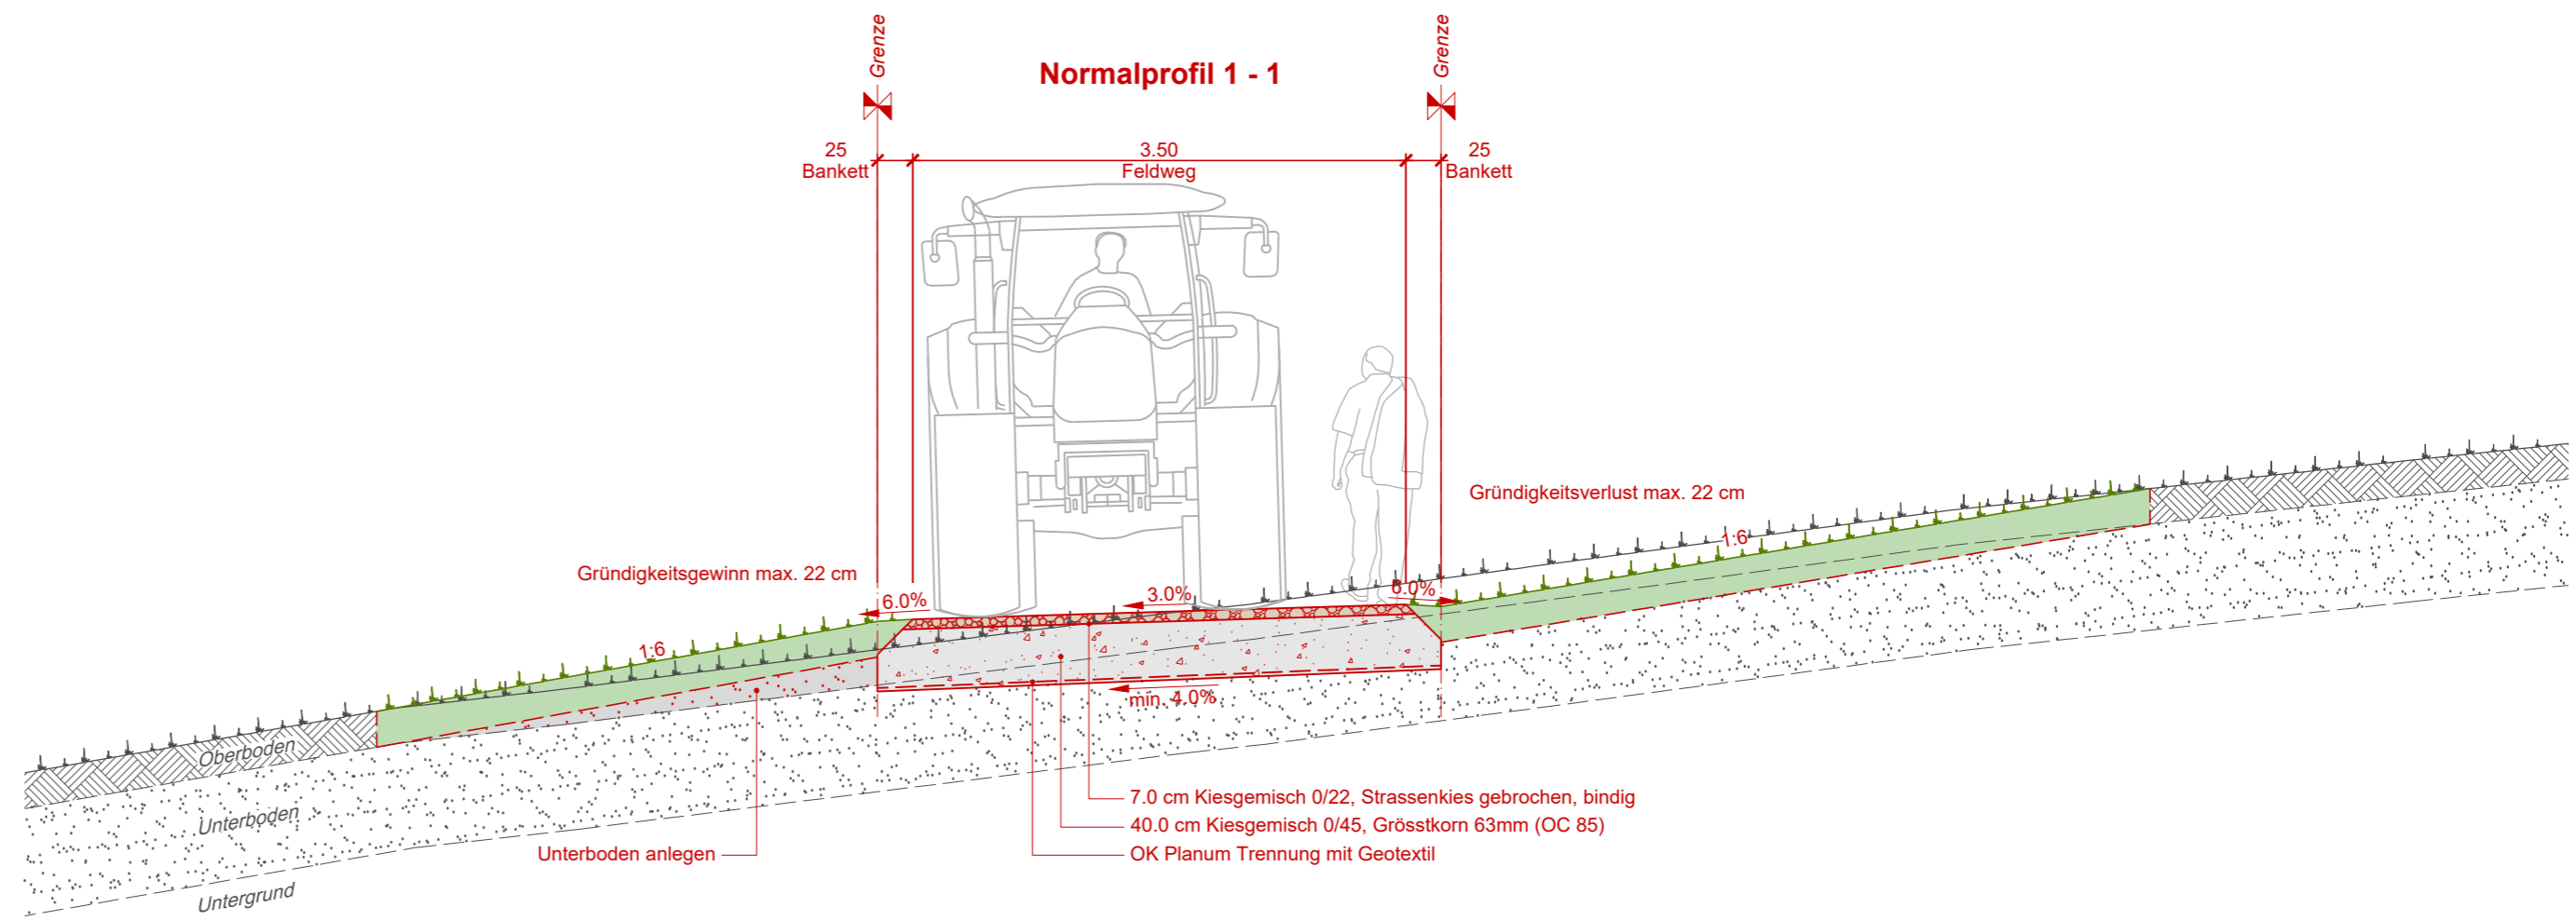 Grenze
Grenze
Normalprofil 1 - 1
25
3.50
25
Bankett
Feldweg
Bankett
Gründigkeitsverlust max. 22 cm
1:6
Gründigkeitsgewinn max. 22 cm
6.0%
3.0%
6.0%
1:6
min. 4.0%
Oberboden
Unterboden
Untergrund
7.0 cm Kiesgemisch 0/22, Strassenkies gebrochen, bindig
40.0 cm Kiesgemisch 0/45, Grösstkorn 63mm (OC 85)
Unterboden anlegen
OK Planum Trennung mit Geotextil